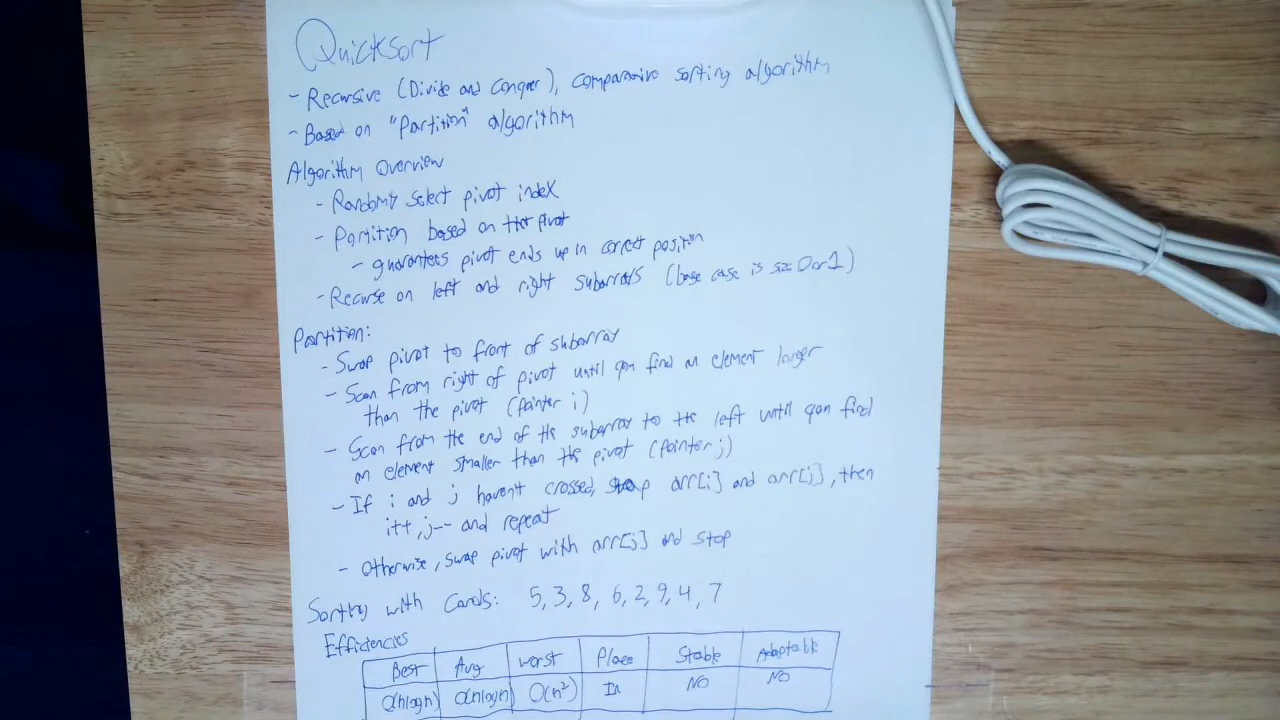 Quicksort
- Recursive (Divide and Conquer), comparative sorting algorithm
- Based on "Partition" algorithm
Algorithm Overview
- Randomly select pivot index
- Partition based on the pivot
- guarantees pivot ends up in correct position
- Recurse on left and right subarrays (base case is size 0 or 1)
Partition:
- Swap pivot to front of subarray
- Scan from right of pivot until you find an element larger
than the pivot (pointer i)
- Scan from the end of the subarray to the left until you find
an element smaller than the pivot (pointer j)
- If i and j haven't crossed, swap arr[i] and arr[j], then
i++, j-- and repeat
- Otherwise, swap pivot with arr[j] and stop
Sorting with Cards: 5, 3, 8, 6, 2, 9, 4, 7
Efficiencies
Best Avg worst Place Stable Adaptable
O(nlogn) O(nlogn) O(n²) In NO NO